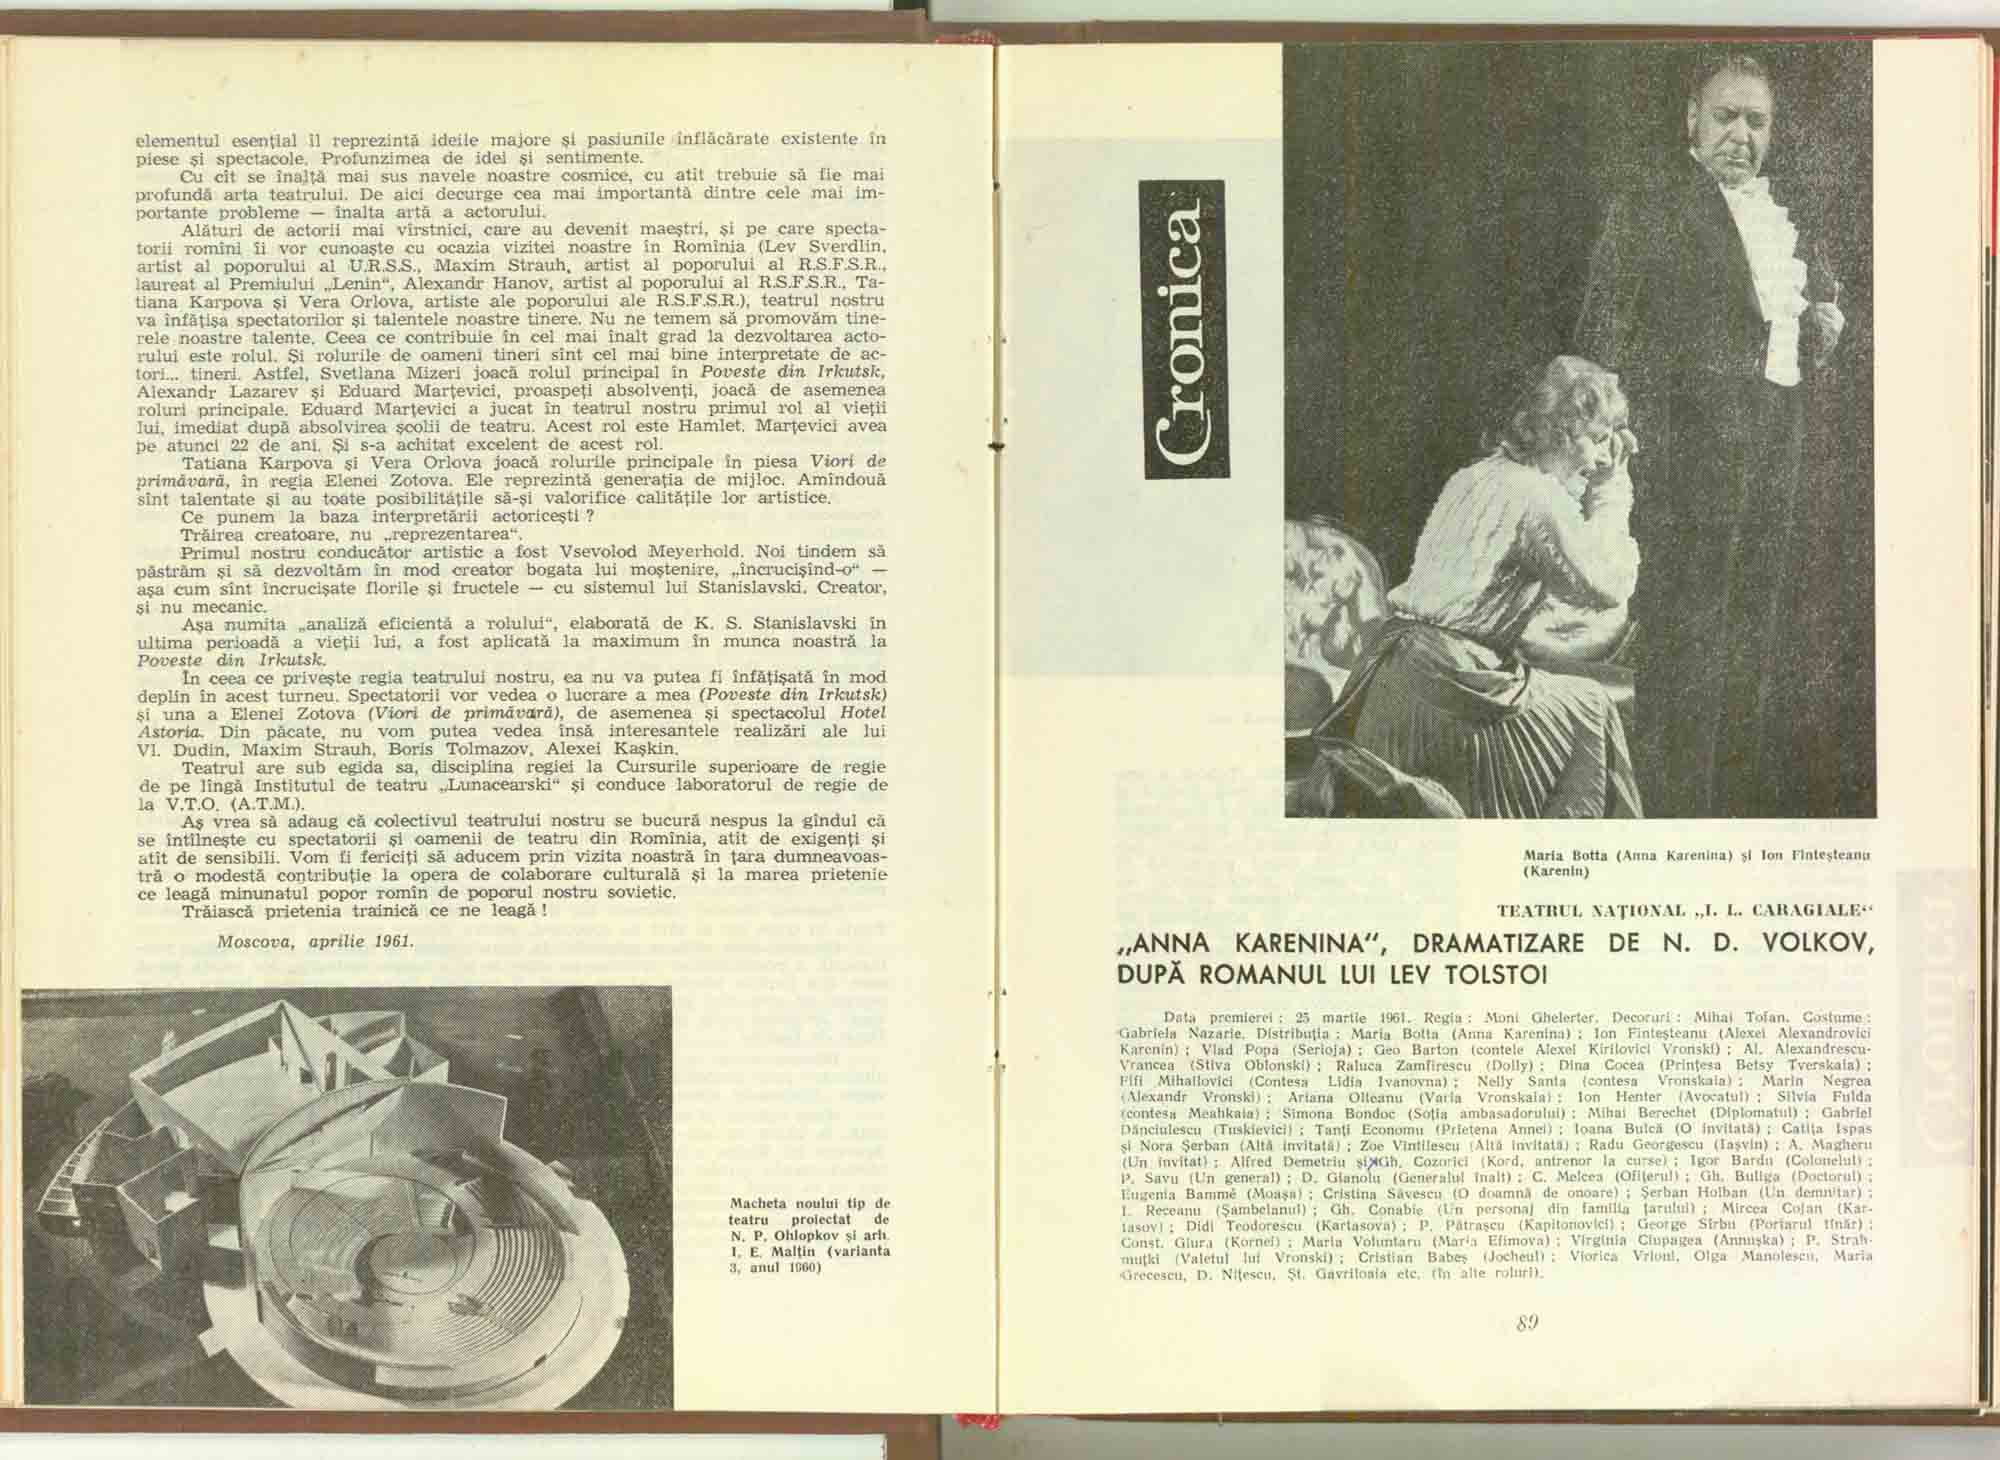 elementul esențial îl reprezintă ideile majore și pasiunile înflăcărate existente în
piese și spectacole. Profunzimea de idei și sentimente.
Cu cît se înalță mai sus navele noastre cosmice, cu atît trebuie să fie mai
profundă arta teatrului. De aici decurge cea mai importantă dintre cele mai im-
portante probleme — înalta artă a actorului.
Alături de actorii mai vîrstnici, care au devenit maeștri, și pe care specta-
torii romîni îi vor cunoaște cu ocazia vizitei noastre în Romînia (Lev Sverdlin,
artist al poporului al U.R.S.S., Maxim Strauh, artist al poporului al R.S.F.S.R.,
laureat al Premiului „Lenin“, Alexandr Hanov, artist al poporului al R.S.F.S.R., Ta-
tiana Karpova și Vera Orlova, artiste ale poporului ale R.S.F.S.R.), teatrul nostru
va înfățișa spectatorilor și talentele noastre tinere. Nu ne temem să promovăm tine-
rele noastre talente. Ceea ce contribuie în cel mai înalt grad la dezvoltarea acto-
rului este rolul. Și rolurile de oameni tineri sînt cel mai bine interpretate de ac-
tori... tineri. Astfel, Svetlana Mizeri joacă rolul principal în Poveste din Irkutsk,
Alexandr Lazarev și Eduard Marțevici, proaspeți absolvenți, joacă de asemenea
roluri principale. Eduard Marțevici a jucat în teatrul nostru primul rol al vieții
lui, imediat după absolvirea școlii de teatru. Acest rol este Hamlet. Marțevici avea
pe atunci 22 de ani. Și s-a achitat excelent de acest rol.
Tatiana Karpova și Vera Orlova joacă rolurile principale în piesa Viori de
primăvară, în regia Elenei Zotova. Ele reprezintă generația de mijloc. Amîndouă
sînt talentate și au toate posibilitățile să-și valorifice calitățile lor artistice.
Ce punem la baza interpretării actoricești ?
Trăirea creatoare, nu „reprezentarea“.
Primul nostru conducător artistic a fost Vsevolod Meyerhold. Noi tindem să
păstrăm și să dezvoltăm în mod creator bogata lui moștenire, „încrucișînd-o“ —
așa cum sînt încrucișate florile și fructele — cu sistemul lui Stanislavski. Creator,
și nu mecanic.
Așa numita „analiză eficientă a rolului“, elaborată de K. S. Stanislavski în
ultima perioadă a vieții lui, a fost aplicată la maximum în munca noastră la
Poveste din Irkutsk.
În ceea ce privește regia teatrului nostru, ea nu va putea fi înfățișată în mod
deplin în acest turneu. Spectatorii vor vedea o lucrare a mea (Poveste din Irkutsk)
și una a Elenei Zotova (Viori de primăvară), de asemenea și spectacolul Hotel
Astoria. Din păcate, nu vom putea vedea însă interesantele realizări ale lui
Vl. Dudin, Maxim Strauh, Boris Tolmazov, Alexei Kașkin.
Teatrul are sub egida sa, disciplina regiei la Cursurile superioare de regie
de pe lîngă Institutul de teatru „Lunacearski“ și conduce laboratorul de regie de
la V.T.O. (A.T.M.).
Aș vrea să adaug că colectivul teatrului nostru se bucură nespus la gîndul că
se întîlnește cu spectatorii și oamenii de teatru din Romînia, atît de exigenți și
atît de sensibili. Vom fi fericiți să aducem prin vizita noastră în țara dumneavoas-
tră o modestă contribuție la opera de colaborare culturală și la marea prietenie
ce leagă minunatul popor romîn de poporul nostru sovietic.
Trăiască prietenia trainică ce ne leagă !
Moscova, aprilie 1961.
Macheta noului tip de
teatru proiectat de
N. P. Ohlopkov și arh.
I. E. Malțin (varianta
3, anul 1960)
Cronica
Maria Botta (Anna Karenina) și Ion Finteșteanu
(Karenin)
TEATRUL NAȚIONAL „I. L. CARAGIALE“
„ANNA KARENINA“, DRAMATIZARE DE N. D. VOLKOV,
DUPĂ ROMANUL LUI LEV TOLSTOI
Data premierei : 25 martie 1961. Regia : Moni Ghelerter. Decoruri : Mihai Tofan. Costume :
Gabriela Nazarie. Distribuția : Maria Botta (Anna Karenina) ; Ion Finteșteanu (Alexei Alexandrovici
Karenin) ; Vlad Popa (Serioja) ; Geo Barton (contele Alexei Kirilovici Vronski) ; Al. Alexandrescu-
Vrancea (Stiva Oblonski) ; Raluca Zamfirescu (Dolly) ; Dina Cocea (Prințesa Betsy Tverskaia) ;
Fifi Mihailovici (Contesa Lidia Ivanovna) ; Nelly Santa (contesa Vronskaia) ; Marin Negrea
(Alexandr Vronski) ; Ariana Olteanu (Varia Vronskaia) ; Ion Henter (Avocatul) ; Silvia Fulda
(contesa Meahkaia) ; Simona Bondoc (Soția ambasadorului) ; Mihai Berechet (Diplomatul) ; Gabriel
Dănciulescu (Tuskievici) ; Tanți Economu (Prietena Annei) ; Ioana Bulcă (O invitată) ; Catița Ispas
și Nora Șerban (Altă invitată) ; Zoe Vintilescu (Altă invitată) ; Radu Georgescu (Iașvin) ; A. Magheru
(Un invitat) ; Alfred Demetriu și Gh. Cozorici (Kord, antrenor la curse) ; Igor Bardu (Colonelul) ;
P. Savu (Un general) ; D. Gianolu (Generalul înalt) ; C. Melcea (Ofițerul) ; Gh. Buliga (Doctorul) ;
Eugenia Bammé (Moașa) ; Cristina Săvescu (O doamnă de onoare) ; Șerban Holban (Un demnitar) ;
I. Receanu (Șambelanul) ; Gh. Conabie (Un personaj din familia țarului) ; Mircea Cojan (Kar-
tasov) ; Didi Teodorescu (Kartasova) ; P. Pătrașcu (Kapitonovici) ; George Sîrbu (Portarul tînăr) ;
Const. Giura (Kornei) ; Maria Voluntaru (Maria Efimova) ; Virginia Ciupagea (Annușka) ; P. Strah-
muțki (Valetul lui Vronski) ; Cristian Babeș (Jocheul) ; Viorica Vrioni, Olga Manolescu, Maria
Grecescu, D. Nițescu, Șt. Gavriloaia etc. (în alte roluri).
89